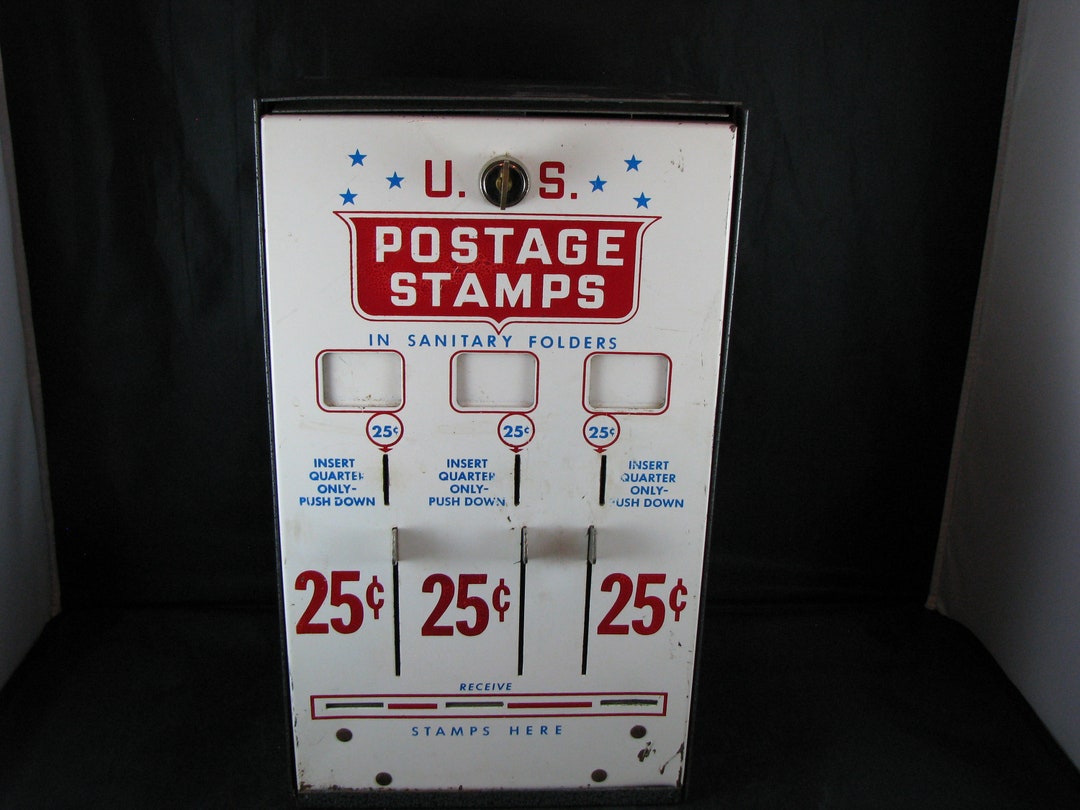 U. S.
POSTAGE
STAMPS
IN SANITARY FOLDERS
25¢ 25¢ 25¢
INSERT
QUARTER
ONLY-
PUSH DOWN
INSERT
QUARTER
ONLY-
PUSH DOWN
INSERT
QUARTER
ONLY-
PUSH DOWN
25¢ 25¢ 25¢
RECEIVE
STAMPS HERE